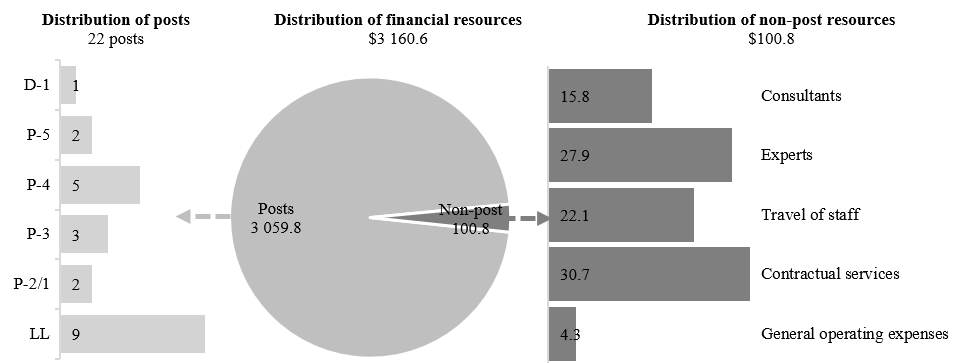 Distribution of posts
22 posts
D-1 1
P-5 2
P-4 5
P-3 3
P-2/1 2
LL 9
Distribution of financial resources
$3 160.6
Posts
3 059.8
Non-post
100.8
Distribution of non-post resources
$100.8
15.8 Consultants
27.9 Experts
22.1 Travel of staff
30.7 Contractual services
4.3 General operating expenses